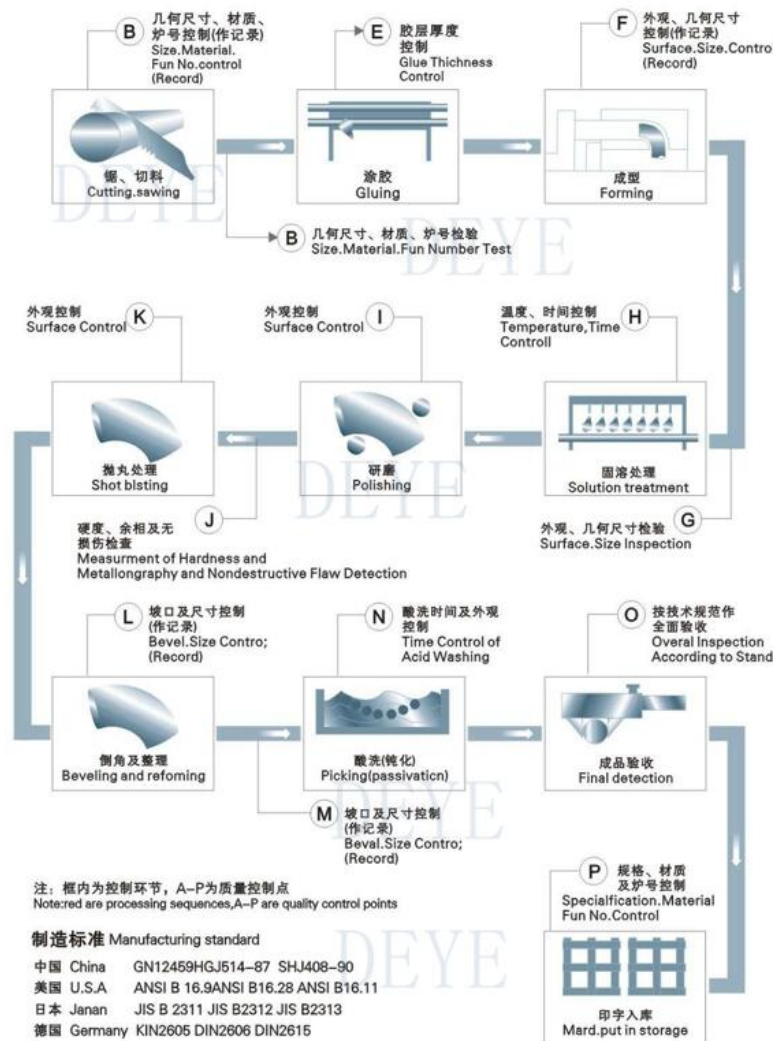 B
几何尺寸、材质、
炉号控制(作记录)
Size.Material.
Fun No.control
(Record)
E
胶层厚度
控制
Glue Thichness
Control
F
外观、几何尺寸
控制(作记录)
Surface.Size.Contro
(Record)
锯、切料
Cutting.sawing
涂胶
Gluing
成型
Forming
B
几何尺寸、材质、炉号检验
Size.Material.Fun Number Test
外观控制
Surface Control
K
外观控制
Surface Control
I
温度、时间控制
Temperature,Time
Controll
H
抛丸处理
Shot blsting
研磨
Polishing
固溶处理
Solution treatment
硬度、余相及无
损伤检查
Measurment of Hardness and
Metallongraphy and Nondestructive Flaw Detection
J
外观、几何尺寸检验
Surface.Size Inspection
G
L
坡口及尺寸控制
(作记录)
Bevel.Size Contro;
(Record)
N
酸洗时间及外观
控制
Time Control of
Acid Washing
O
按技术规范作
全面验收
Overal Inspection
According to Stand
倒角及整理
Beveling and refoming
酸洗(钝化)
Picking(passivaticn)
成品验收
Final detection
M
坡口及尺寸控制
(作记录)
Beval.Size Contro;
(Record)
P
规格、材质
及炉号控制
Specialfication.Material
Fun No.Control
印字入库
Mard.put in storage
注：框内为控制环节，A-P为质量控制点
Note:red are processing sequences,A-P are quality control points
制造标准 Manufacturing standard
中国 China GN12459HGJ514-87 SHJ408-90
美国 U.S.A ANSI B 16.9ANSI B16.28 ANSI B16.11
日本 Janan JIS B 2311 JIS B2312 JIS B2313
德国 Germany KIN2605 DIN2606 DIN2615
DEYE
DEYE
DEYE
DEYE
DEYE